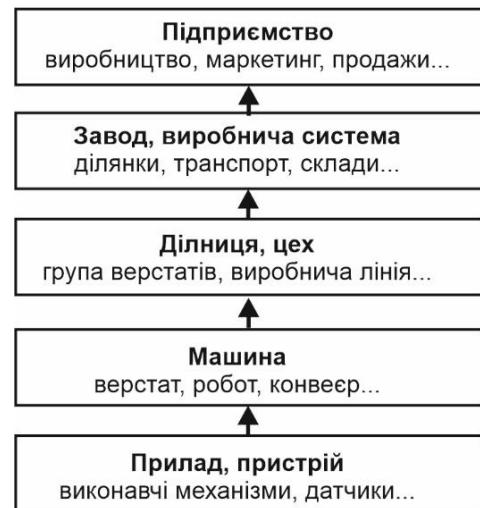 Підприємство
виробництво, маркетинг, продажи...
Завод, виробнича система
ділянки, транспорт, склади...
Ділниця, цех
група верстатів, виробнича лінія...
Машина
верстат, робот, конвеєр...
Прилад, пристрій
виконавчі механізми, датчики...